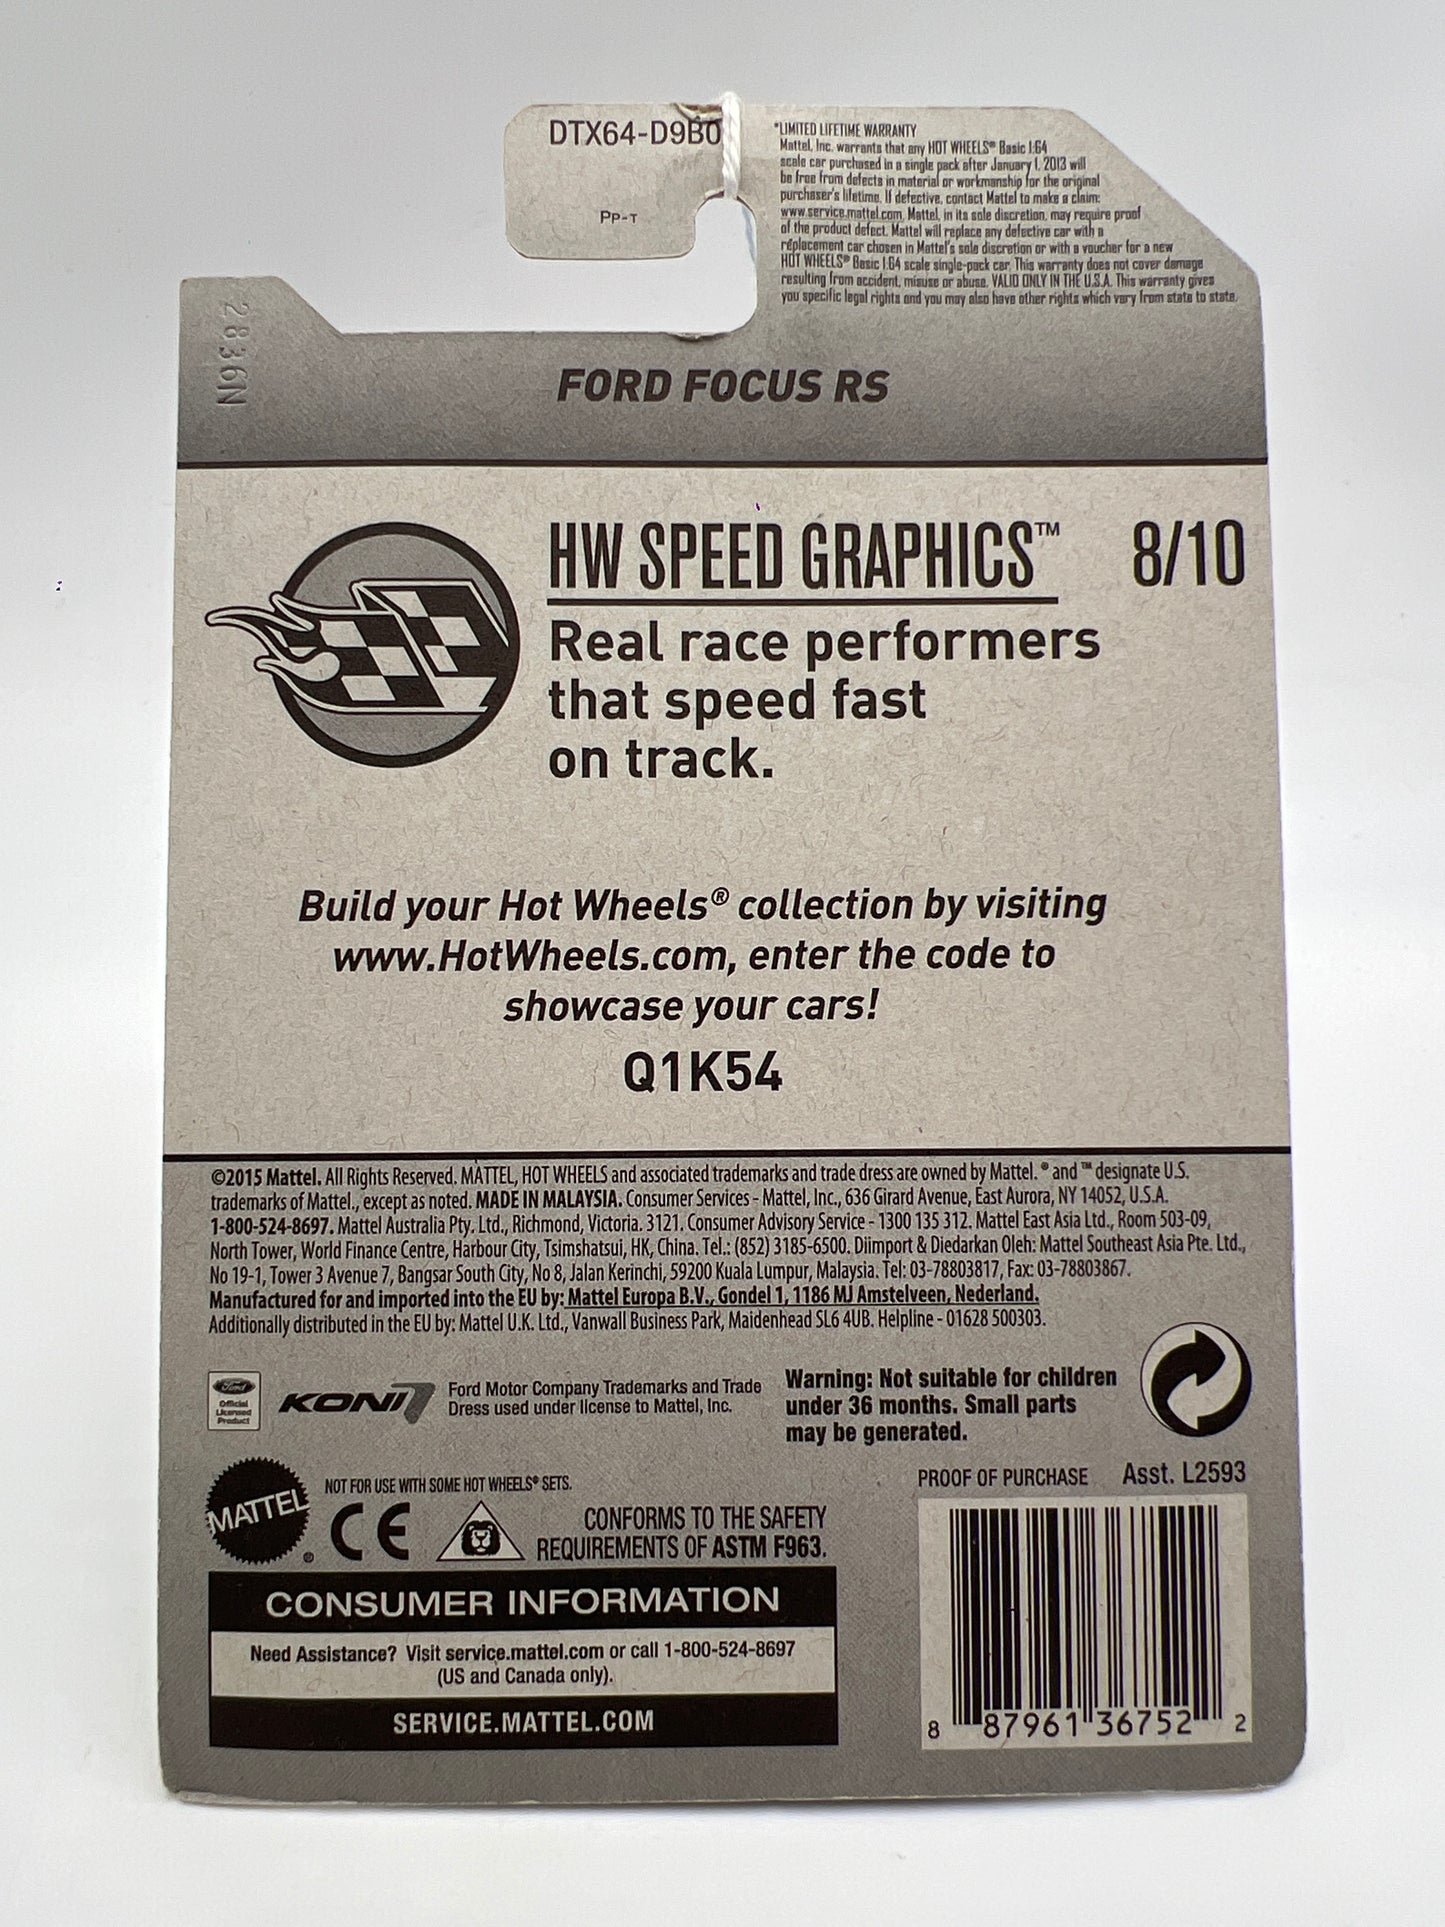 DTX64-D9B0
Pp-T
*LIMITED LIFETIME WARRANTY
Mattel, Inc. warrants that any HOT WHEELS® Basic 1:64
scale car purchased in a single pack after January 1, 2013 will
be free from defects in material or workmanship for the original
purchaser's lifetime. If defective, contact Mattel to make a claim:
www.service.mattel.com. Mattel, in its sole discretion, may require proof
of the product defect. Mattel will replace any defective car with a
replacement car chosen in Mattel's sole discretion or with a voucher for a new
HOT WHEELS® Basic 1:64 scale single-pack car. This warranty does not cover damage
resulting from accident, misuse or abuse. VALID ONLY IN THE U.S.A. This warranty gives
you specific legal rights and you may also have other rights which vary from state to state.
2836N
FORD FOCUS RS
HW SPEED GRAPHICS™ 8/10
Real race performers
that speed fast
on track.
Build your Hot Wheels® collection by visiting
www.HotWheels.com, enter the code to
showcase your cars!
Q1K54
©2015 Mattel. All Rights Reserved. MATTEL, HOT WHEELS and associated trademarks and trade dress are owned by Mattel. ® and ™ designate U.S.
trademarks of Mattel., except as noted. MADE IN MALAYSIA. Consumer Services - Mattel, Inc., 636 Girard Avenue, East Aurora, NY 14052, U.S.A.
1-800-524-8697. Mattel Australia Pty. Ltd., Richmond, Victoria. 3121. Consumer Advisory Service - 1300 135 312. Mattel East Asia Ltd., Room 503-09,
North Tower, World Finance Centre, Harbour City, Tsimshatsui, HK, China. Tel.: (852) 3185-6500. Diimport & Diedarkan Oleh: Mattel Southeast Asia Pte. Ltd.,
No 19-1, Tower 3 Avenue 7, Bangsar South City, No 8, Jalan Kerinchi, 59200 Kuala Lumpur, Malaysia. Tel: 03-78803817, Fax: 03-78803867.
Manufactured for and imported into the EU by: Mattel Europa B.V., Gondel 1, 1186 MJ Amstelveen, Nederland.
Additionally distributed in the EU by: Mattel U.K. Ltd., Vanwall Business Park, Maidenhead SL6 4UB. Helpline - 01628 500303.
Ford
Official
Licensed
Product
KONI
Ford Motor Company Trademarks and Trade
Dress used under license to Mattel, Inc.
Warning: Not suitable for children
under 36 months. Small parts
may be generated.
MATTEL®
NOT FOR USE WITH SOME HOT WHEELS® SETS.
CE
CONFORMS TO THE SAFETY
REQUIREMENTS OF ASTM F963.
PROOF OF PURCHASE Asst. L2593
CONSUMER INFORMATION
Need Assistance? Visit service.mattel.com or call 1-800-524-8697
(US and Canada only).
SERVICE.MATTEL.COM
8 87961 36752 2